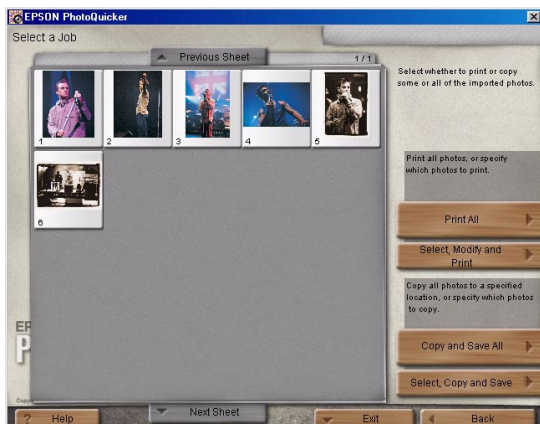 EPSON PhotoQuicker
Select a Job
Previous Sheet
1 / 1
1
2
3
4
5
6
Select whether to print or copy
some or all of the imported photos.
Print all photos, or specify
which photos to print.
Print All
Select, Modify and
Print
Copy all photos to a specified
location, or specify which photos
to copy.
Copy and Save All
Select, Copy and Save
EP
P
? Help
Next Sheet
Exit
Back